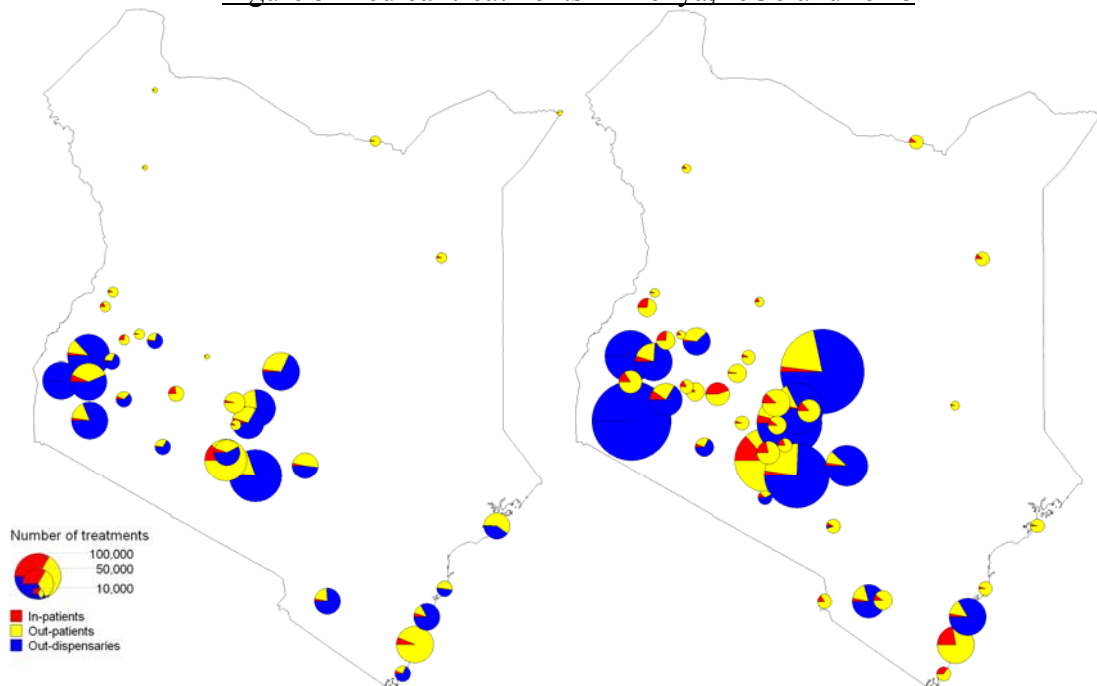 Number of treatments
100,000
50,000
10,000
In-patients
Out-patients
Out-dispensaries